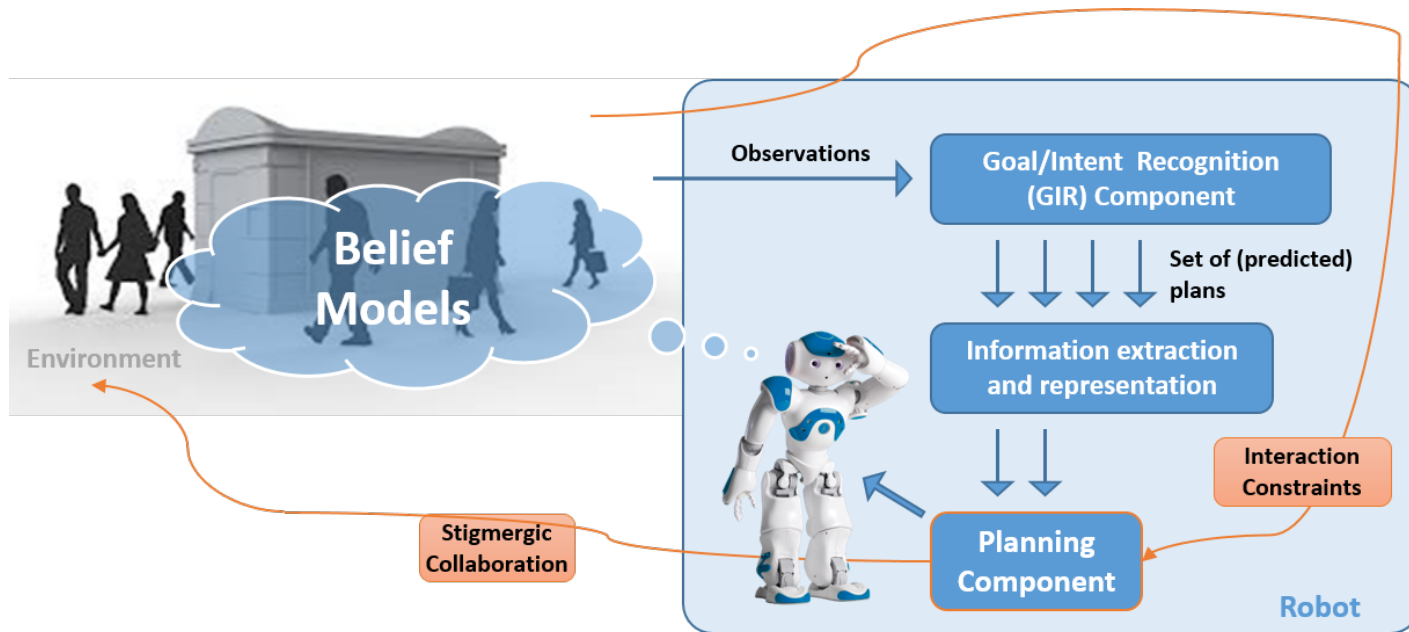 Observations
Goal/Intent Recognition
(GIR) Component
Belief
Models
Set of (predicted)
plans
Environment
Information extraction
and representation
Interaction
Constraints
Stigmergic
Collaboration
Planning
Component
Robot